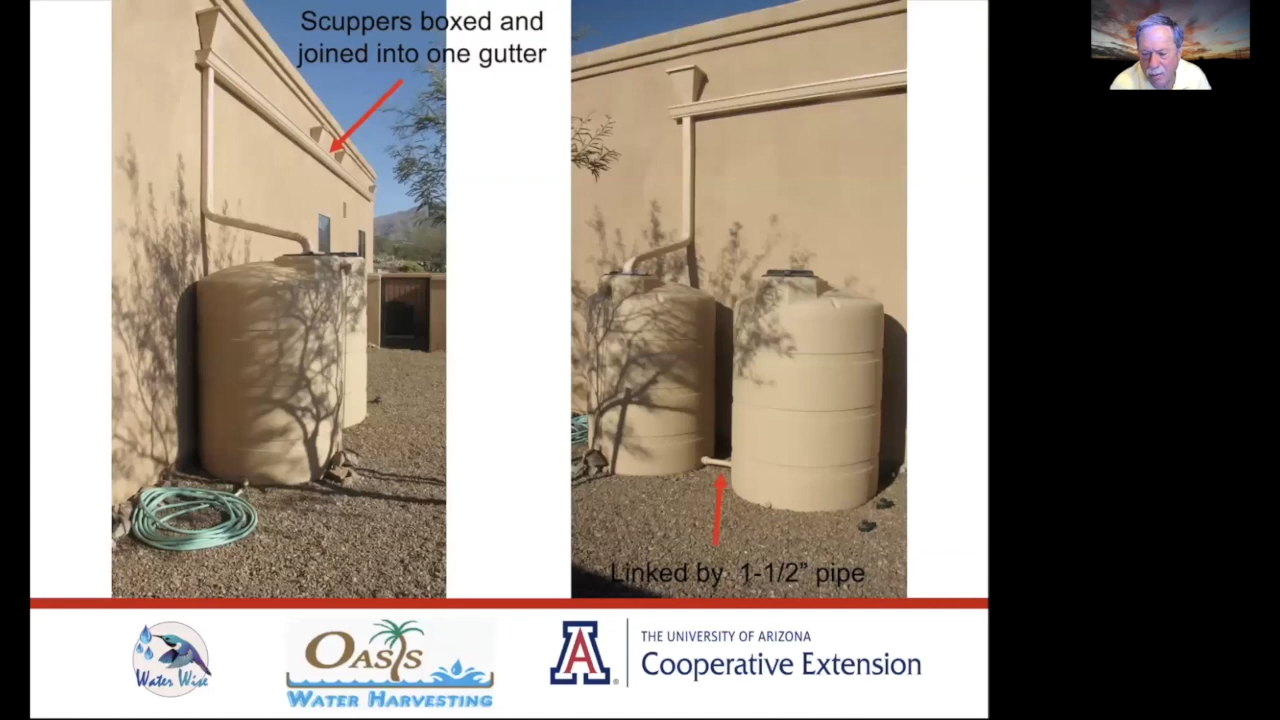 Scuppers boxed and
joined into one gutter
Linked by 1-1/2” pipe
Water Wise
OASIS
WATER HARVESTING
A
®
THE UNIVERSITY OF ARIZONA
Cooperative Extension